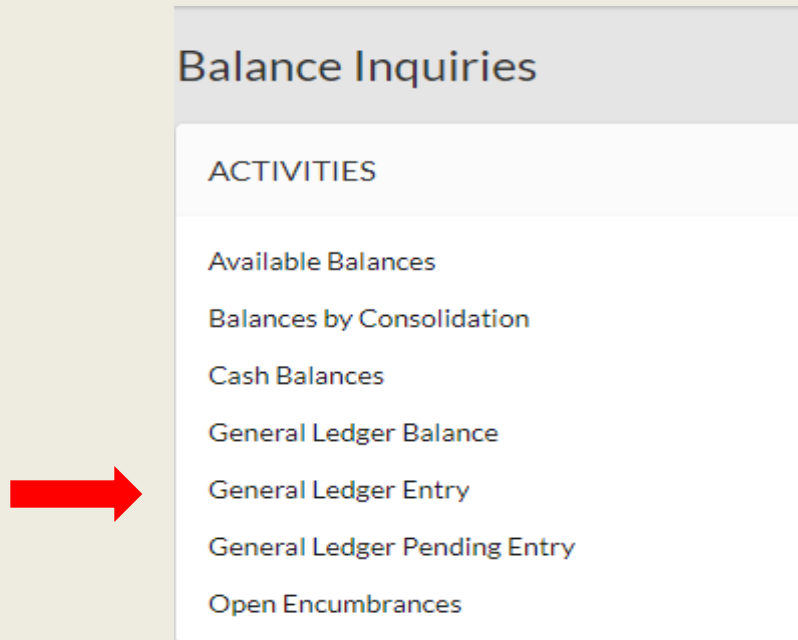 Balance Inquiries
ACTIVITIES
Available Balances
Balances by Consolidation
Cash Balances
General Ledger Balance
General Ledger Entry
General Ledger Pending Entry
Open Encumbrances